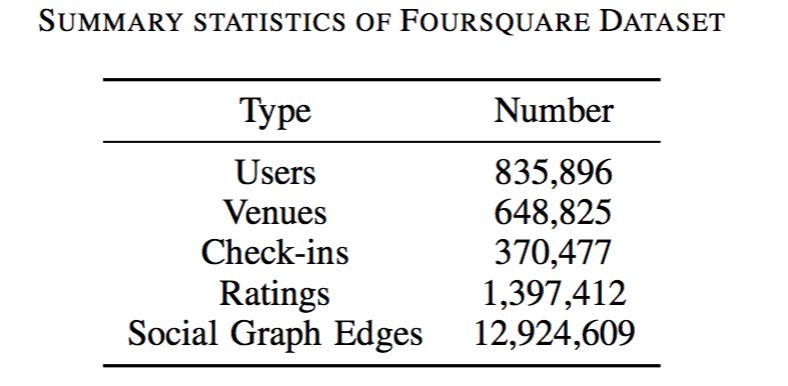 SUMMARY STATISTICS OF FOURSQUARE DATASET
Type Number
Users 835,896
Venues 648,825
Check-ins 370,477
Ratings 1,397,412
Social Graph Edges 12,924,609